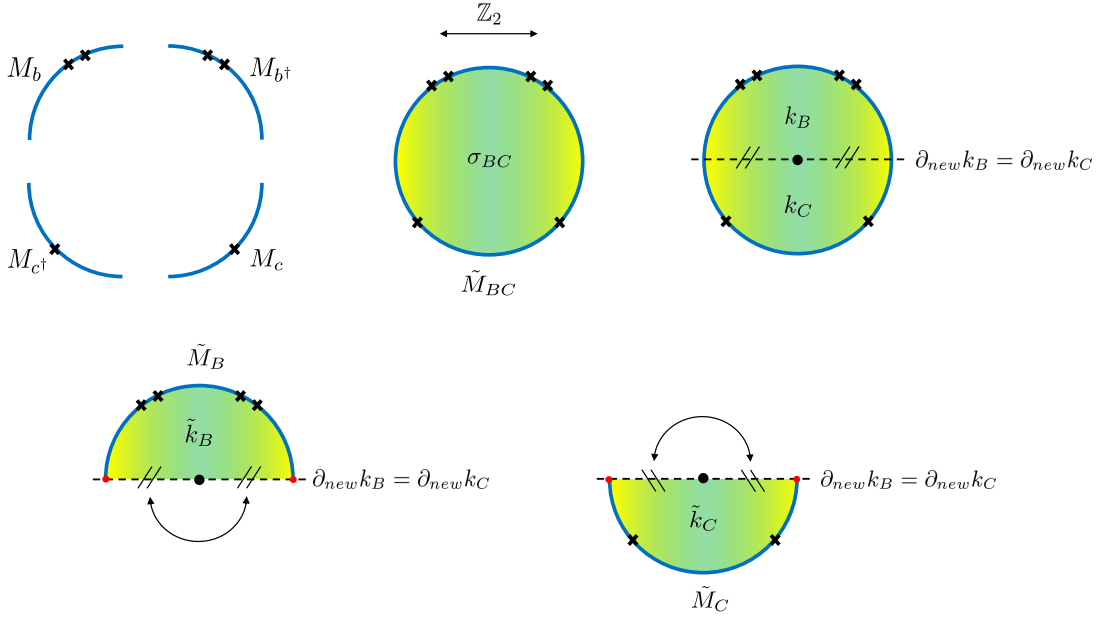 ℤ₂
M_b
M_{b†}
σ_{BC}
k_B
∂_{new}k_B = ∂_{new}k_C
k_C
M_{c†}
M_c
M̃_{BC}
M̃_B
k̃_B
∂_{new}k_B = ∂_{new}k_C
∂_{new}k_B = ∂_{new}k_C
k̃_C
M̃_C